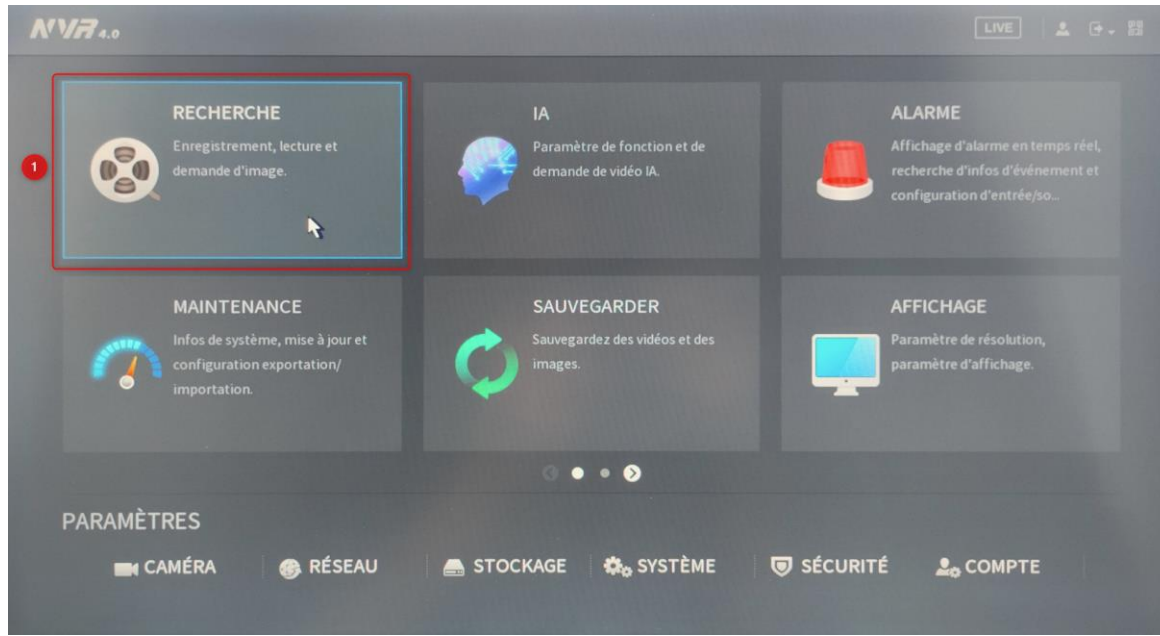 NVR 4.0
LIVE
1
RECHERCHE
Enregistrement, lecture et
demande d'image.
IA
Paramètre de fonction et de
demande de vidéo IA.
ALARME
Affichage d'alarme en temps réel,
recherche d'infos d'événement et
configuration d'entrée/so...
MAINTENANCE
Infos de système, mise à jour et
configuration exportation/
importation.
SAUVEGARDER
Sauvegardez des vidéos et des
images.
AFFICHAGE
Paramètre de résolution,
paramètre d'affichage.
PARAMÈTRES
CAMÉRA
RÉSEAU
STOCKAGE
SYSTÈME
SÉCURITÉ
COMPTE